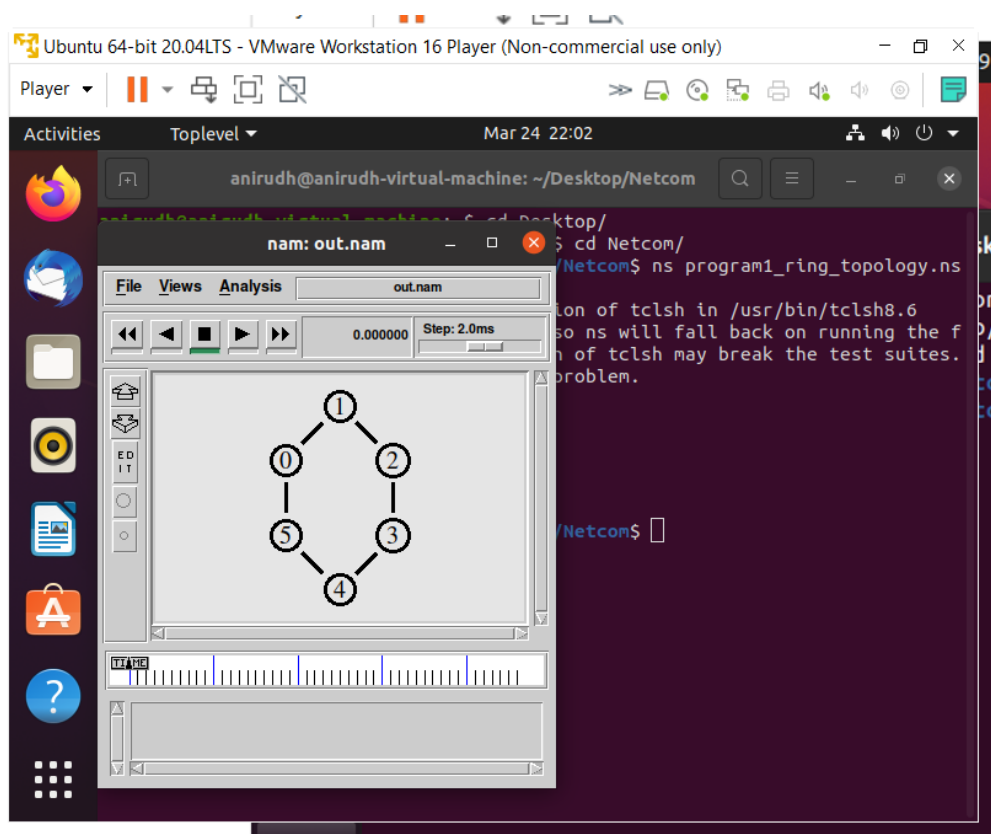 Ubuntu 64-bit 20.04LTS - VMware Workstation 16 Player (Non-commercial use only)
Player
Activities Toplevel Mar 24 22:02
anirudh@anirudh-virtual-machine: ~/Desktop/Netcom
$ cd Desktop/
$ cd Netcom/
/Netcom$ ns program1_ring_topology.ns
ion of tclsh in /usr/bin/tclsh8.6
so ns will fall back on running the f
n of tclsh may break the test suites.
problem.
/Netcom$
nam: out.nam
File Views Analysis out.nam
0.000000 Step: 2.0ms
ED
IT
1
0 2
5 3
4
TIME